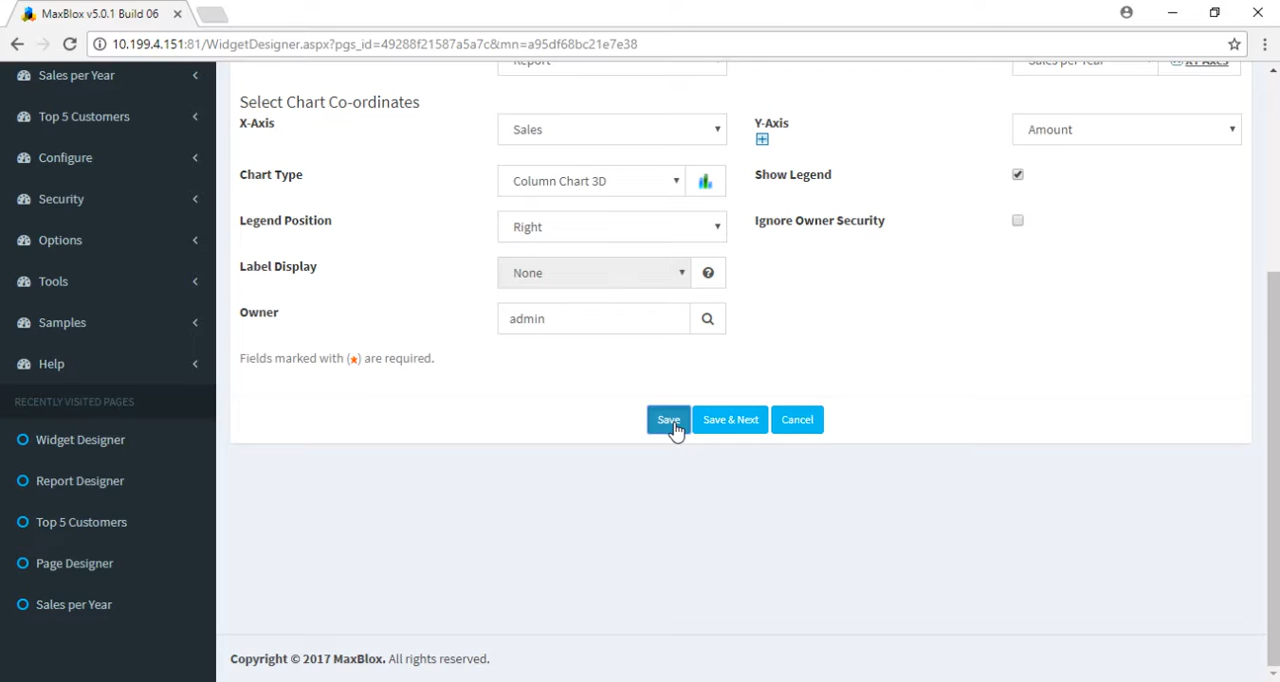 MaxBlox v5.0.1 Build 06
10.199.4.151:81/WidgetDesigner.aspx?pgs_id=49288f21587a5a7c&mn=a95df68bc21e7e38
Sales per Year
Top 5 Customers
Configure
Security
Options
Tools
Samples
Help
RECENTLY VISITED PAGES
Widget Designer
Report Designer
Top 5 Customers
Page Designer
Sales per Year
Report
Sales per Year
XY Axes
Select Chart Co-ordinates
X-Axis
Sales
Y-Axis
Amount
Chart Type
Column Chart 3D
Show Legend
Legend Position
Right
Ignore Owner Security
Label Display
None
Owner
admin
Fields marked with (★) are required.
Save
Save & Next
Cancel
Copyright © 2017 MaxBlox. All rights reserved.